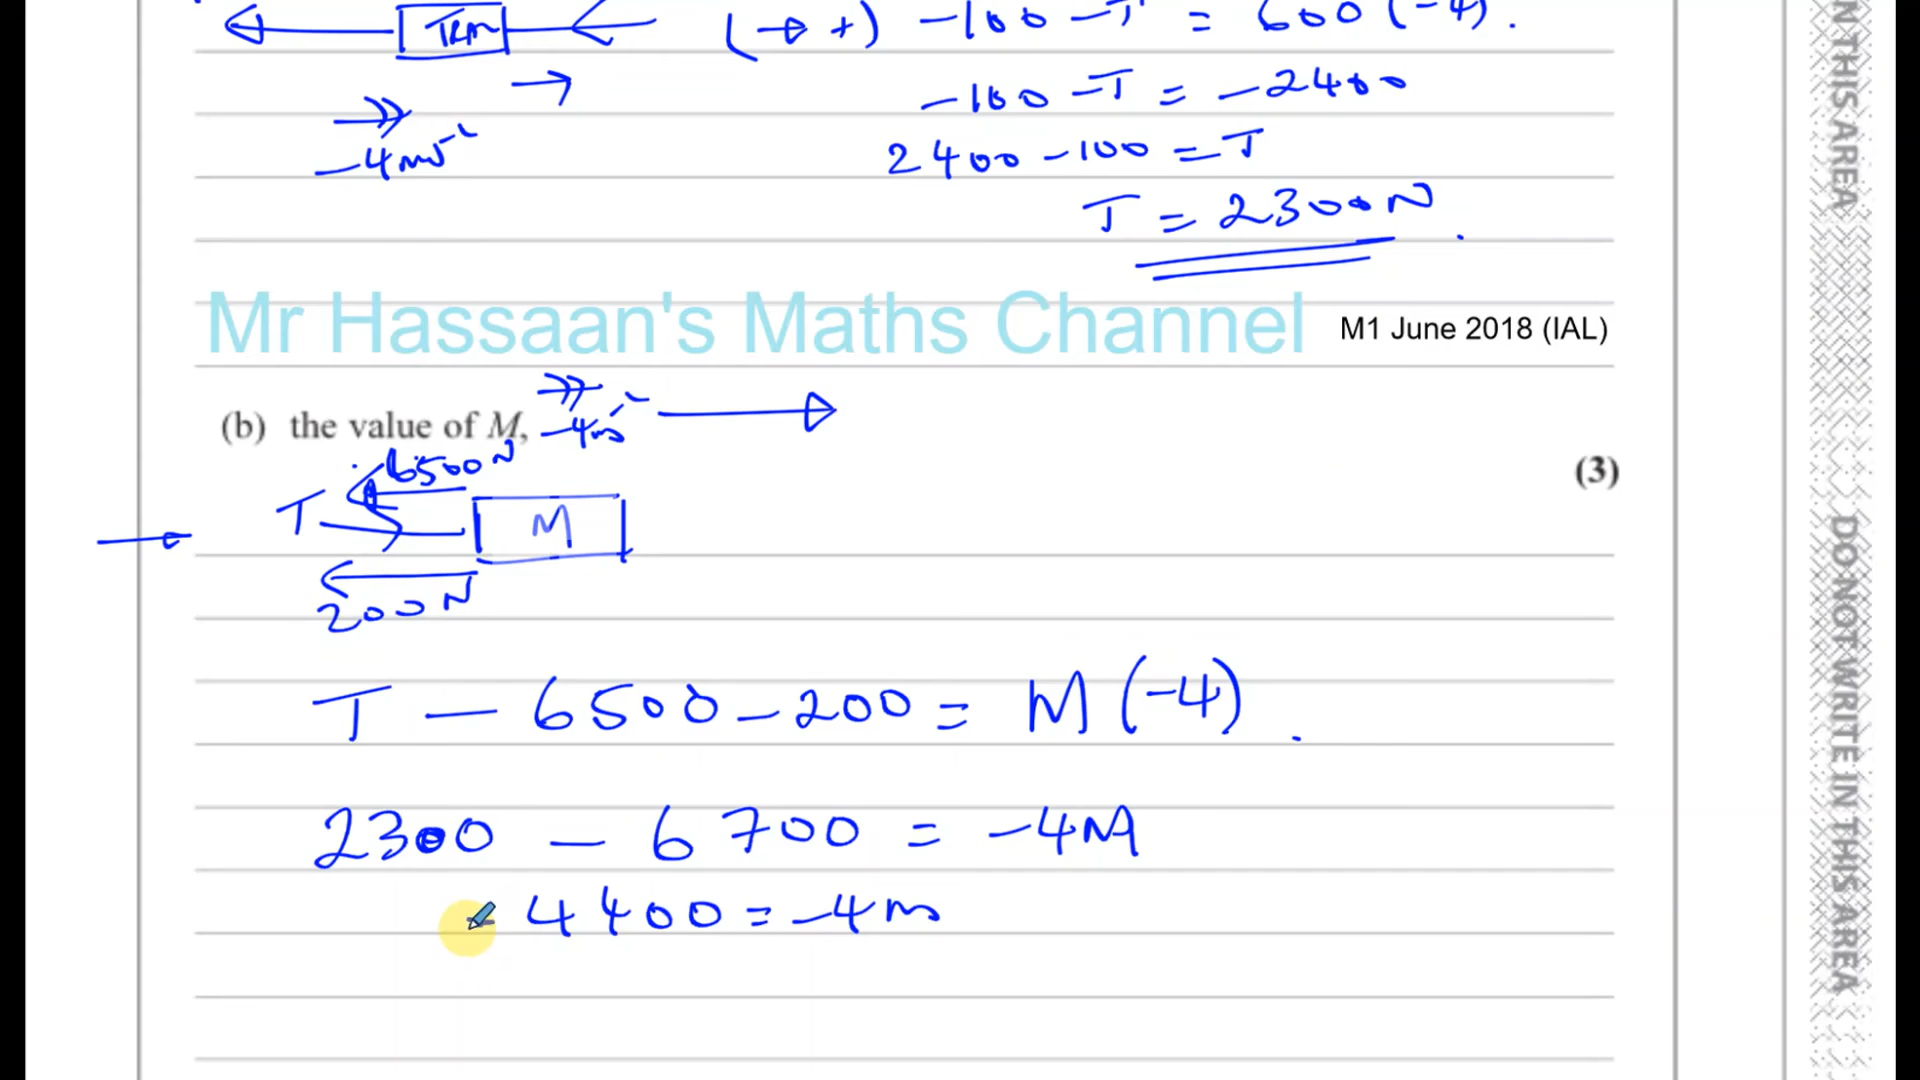 TRM (→ +) -100 - T = 600(-4).
-100 - T = -2400
-4ms⁻²
2400 - 100 = T
T = 2300N.
Mr Hassaan's Maths Channel M1 June 2018 (IAL)
(b) the value of M, -4ms⁻²
(3)
6500N
T M
200N
T - 6500 - 200 = M(-4).
2300 - 6700 = -4M
- 4400 = -4m
N THIS AREA
DO NOT WRITE IN THIS AREA